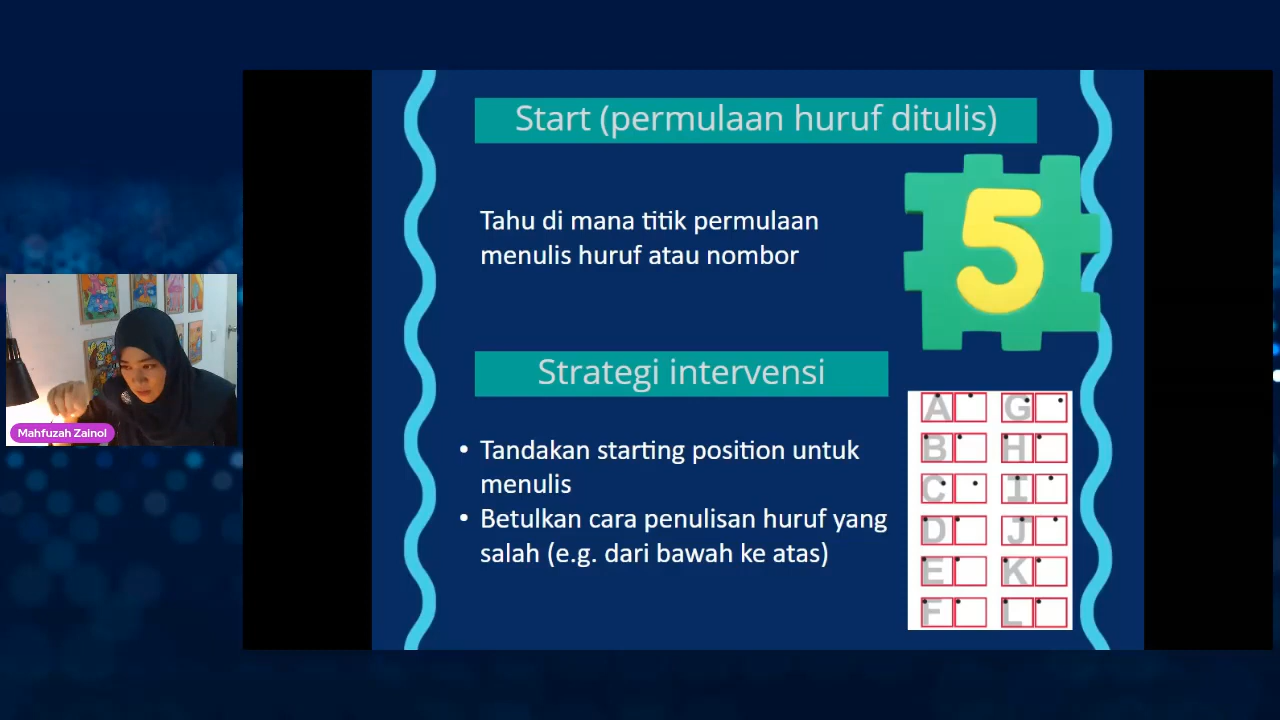 Start (permulaan huruf ditulis)
Tahu di mana titik permulaan
menulis huruf atau nombor
5
Strategi intervensi
• Tandakan starting position untuk
menulis
• Betulkan cara penulisan huruf yang
salah (e.g. dari bawah ke atas)
A G
B H
C I
D J
E K
F L
Mahfuzah Zainol